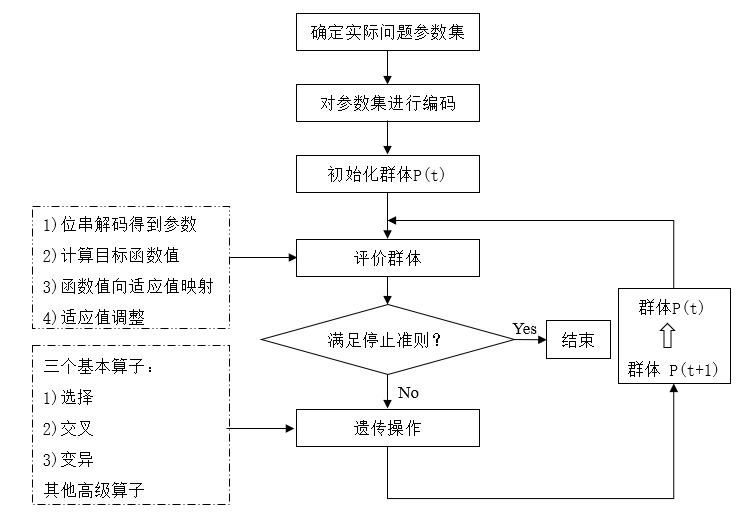 确定实际问题参数集
对参数集进行编码
初始化群体P(t)
1)位串解码得到参数
2)计算目标函数值
3)函数值向适应值映射
4)适应值调整
评价群体
满足停止准则？
Yes
结束
No
群体P(t)
群体 P(t+1)
三个基本算子：
1)选择
2)交叉
3)变异
其他高级算子
遗传操作